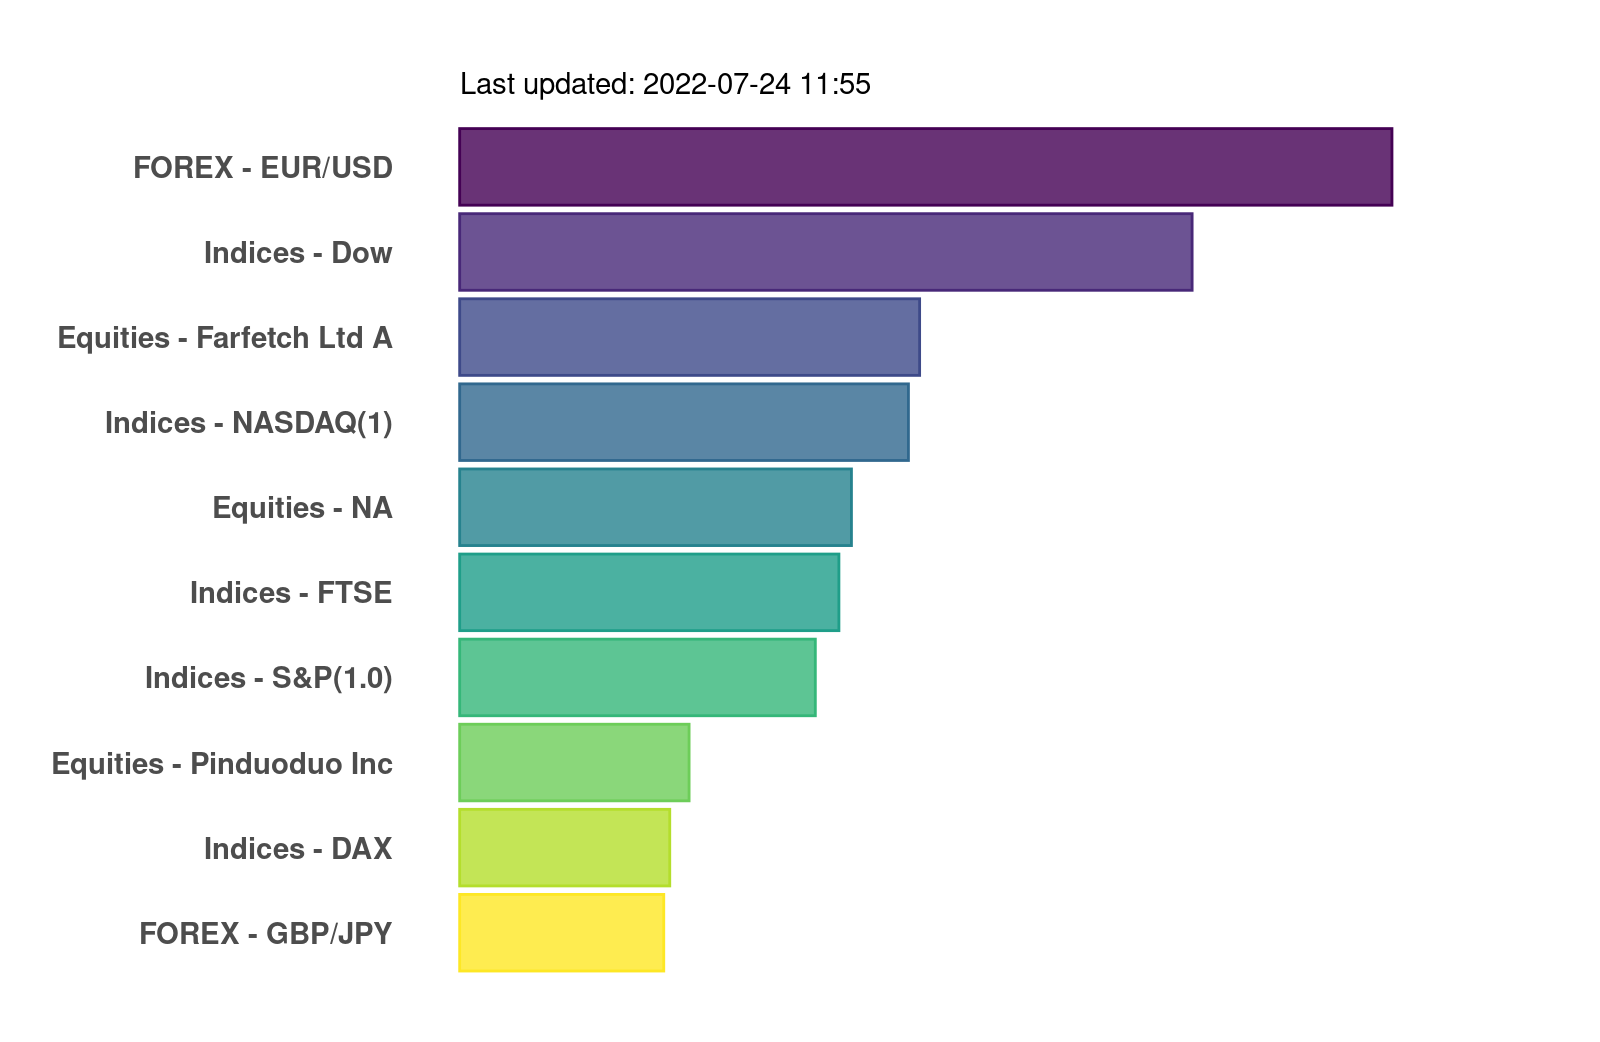 Last updated: 2022-07-24 11:55
FOREX - EUR/USD
Indices - Dow
Equities - Farfetch Ltd A
Indices - NASDAQ(1)
Equities - NA
Indices - FTSE
Indices - S&P(1.0)
Equities - Pinduoduo Inc
Indices - DAX
FOREX - GBP/JPY